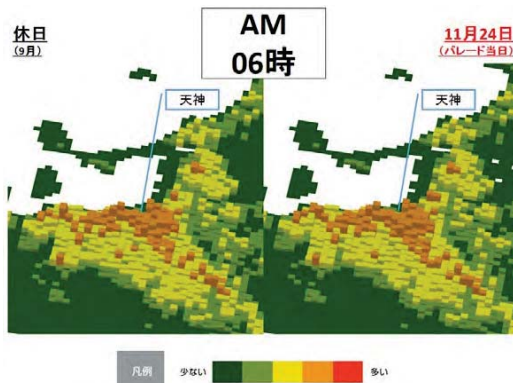 休日
(9月)
AM
06時
11月24日
(パレード当日)
天神
天神
凡例
少ない
多い